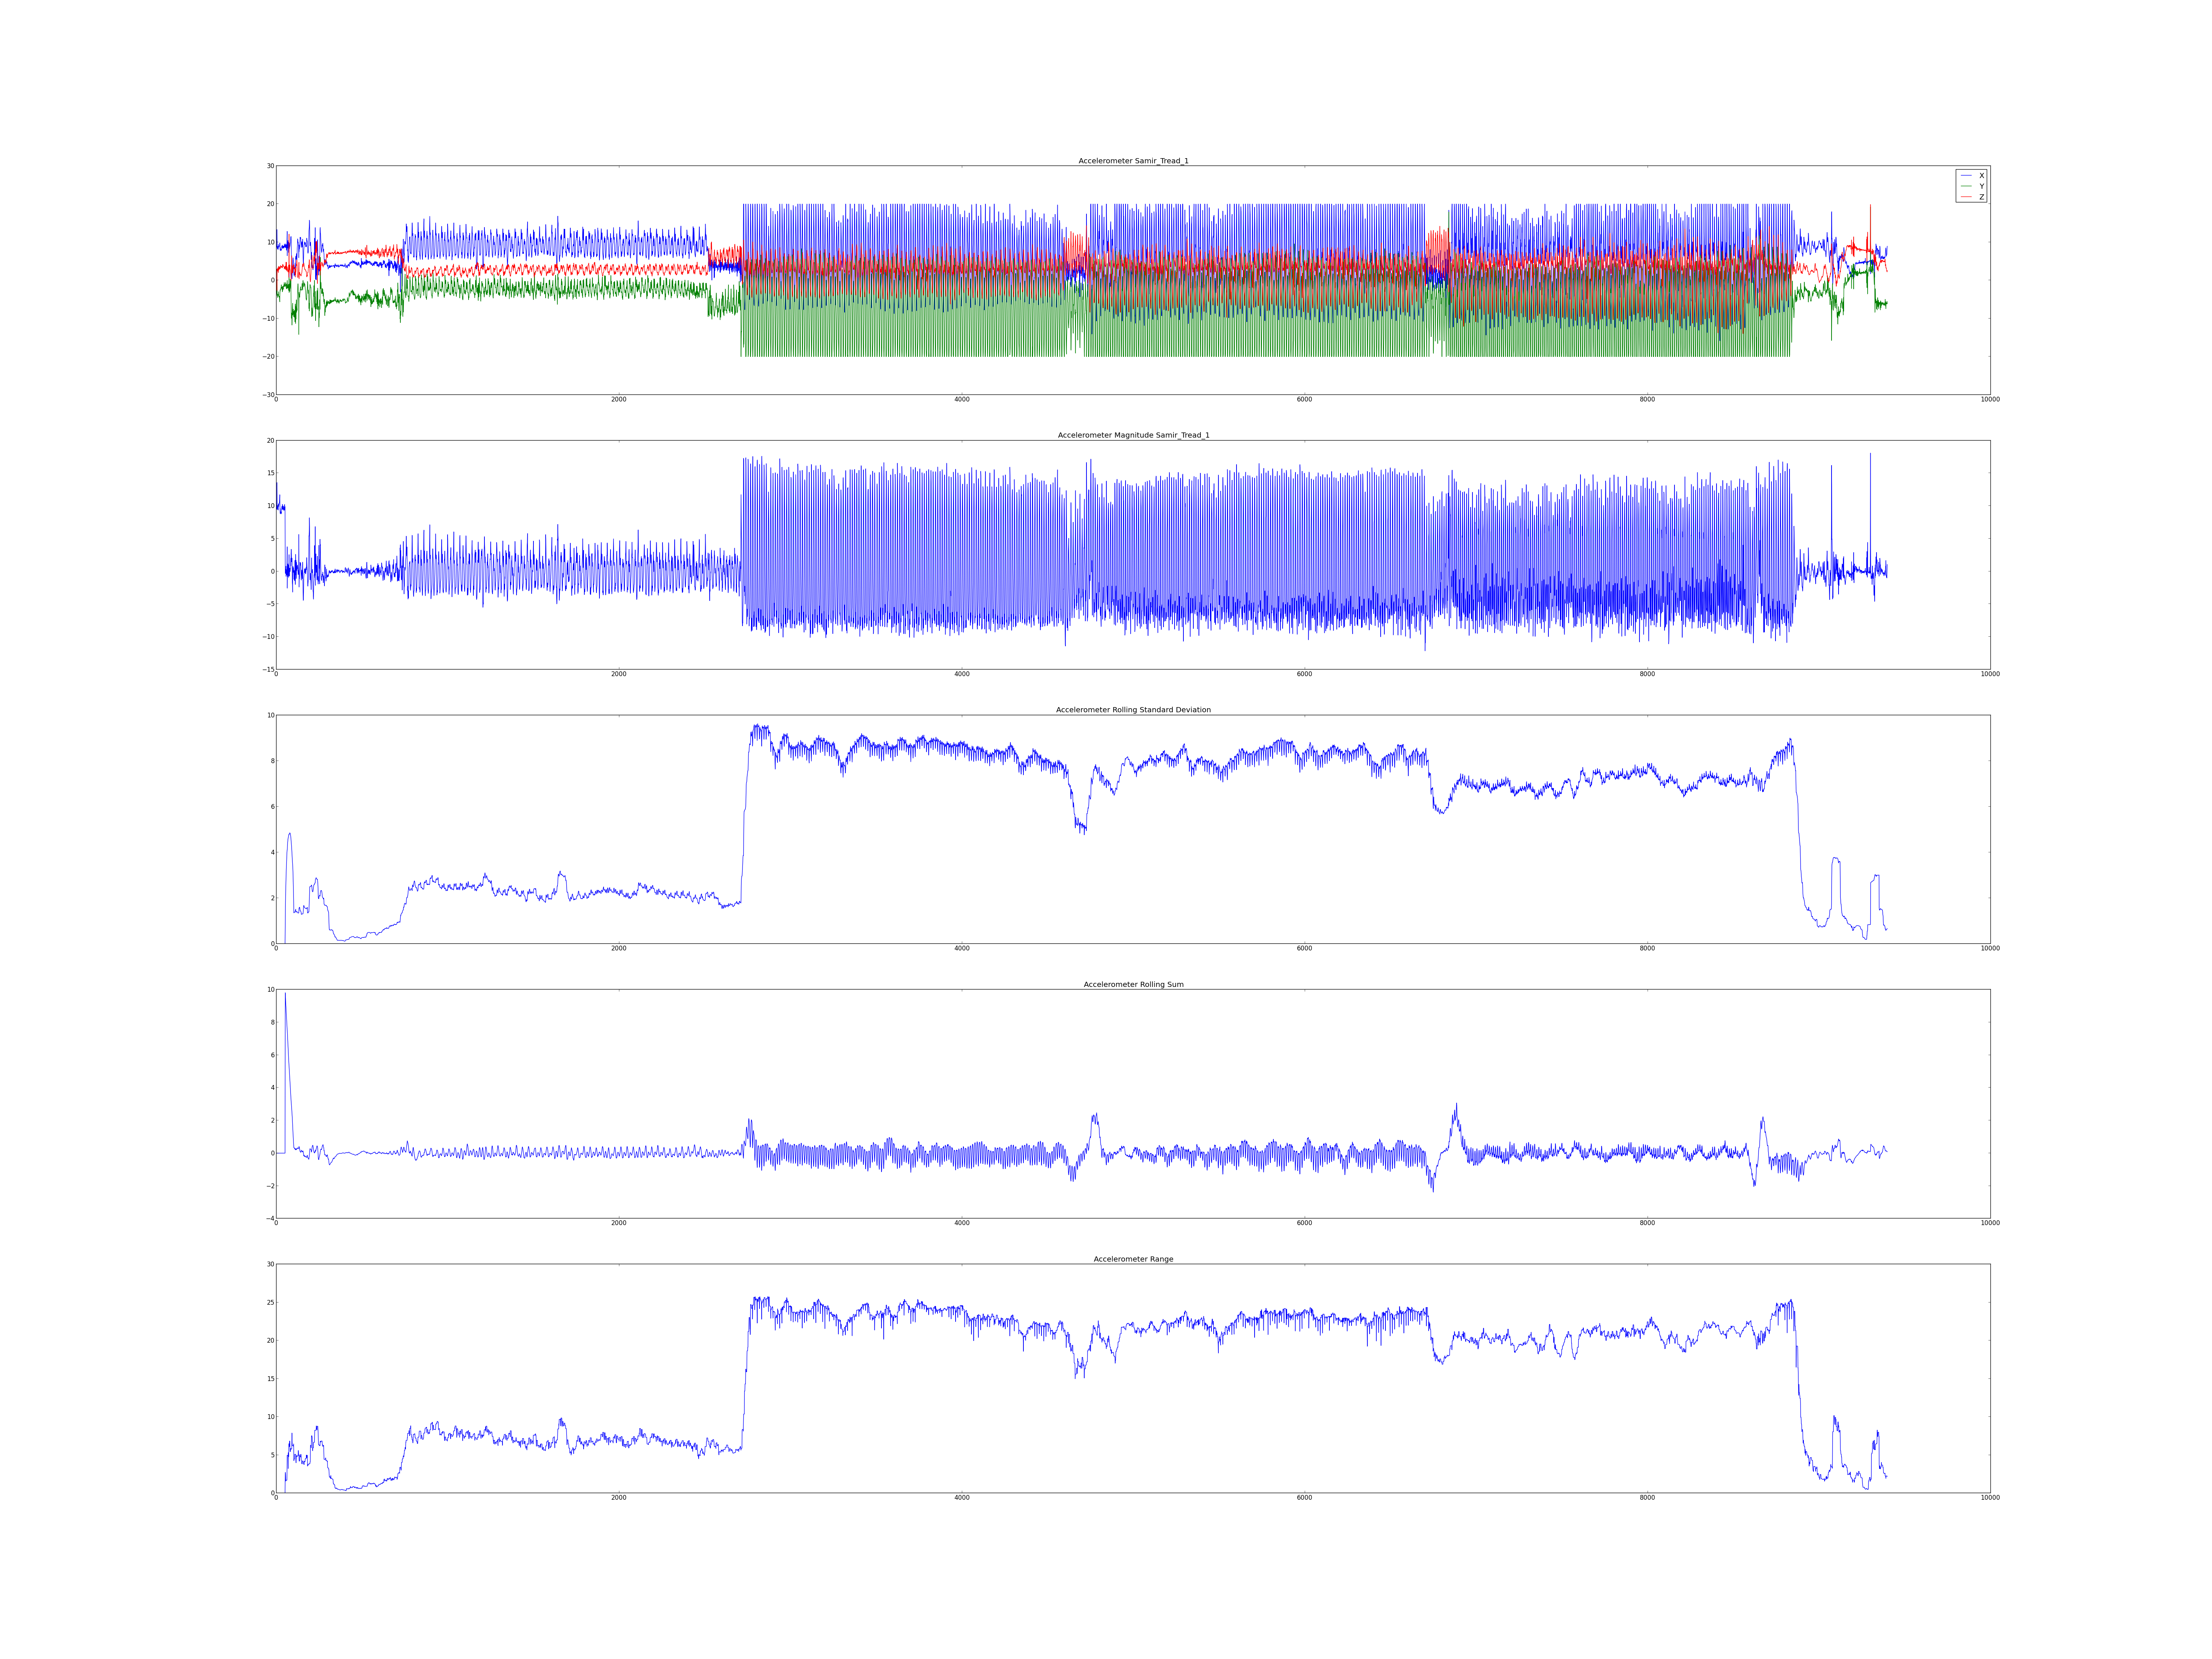 Accelerometer Samir_Tread_1
30
20
10
0
−10
−20
−30
0 2000 4000 6000 8000 10000
X
Y
Z
Accelerometer Magnitude Samir_Tread_1
20
15
10
5
0
−5
−10
−15
0 2000 4000 6000 8000 10000
Accelerometer Rolling Standard Deviation
10
8
6
4
2
0
0 2000 4000 6000 8000 10000
Accelerometer Rolling Sum
10
8
6
4
2
0
−2
−4
0 2000 4000 6000 8000 10000
Accelerometer Range
30
25
20
15
10
5
0
0 2000 4000 6000 8000 10000